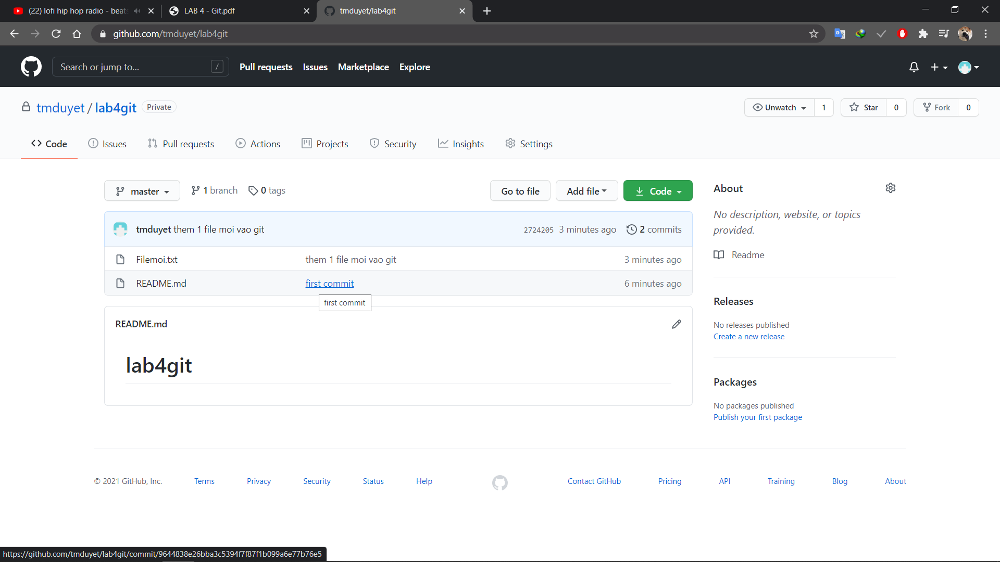 (22) lofi hip hop radio - beats
LAB 4 - Git.pdf
tmduyet/lab4git
github.com/tmduyet/lab4git
Search or jump to...
/
Pull requests
Issues
Marketplace
Explore
tmduyet / lab4git
Private
Unwatch
1
Star
0
Fork
0
Code
Issues
Pull requests
Actions
Projects
Security
Insights
Settings
master
1 branch
0 tags
Go to file
Add file
Code
tmduyet them 1 file moi vao git
2724205 3 minutes ago
2 commits
Filemoi.txt
them 1 file moi vao git
3 minutes ago
README.md
first commit
6 minutes ago
first commit
README.md
lab4git
About
No description, website, or topics
provided.
Readme
Releases
No releases published
Create a new release
Packages
No packages published
Publish your first package
© 2021 GitHub, Inc.
Terms
Privacy
Security
Status
Help
Contact GitHub
Pricing
API
Training
Blog
About
https://github.com/tmduyet/lab4git/commit/9644838e26bba3c5394f7f87f1b099a6e77b76e5